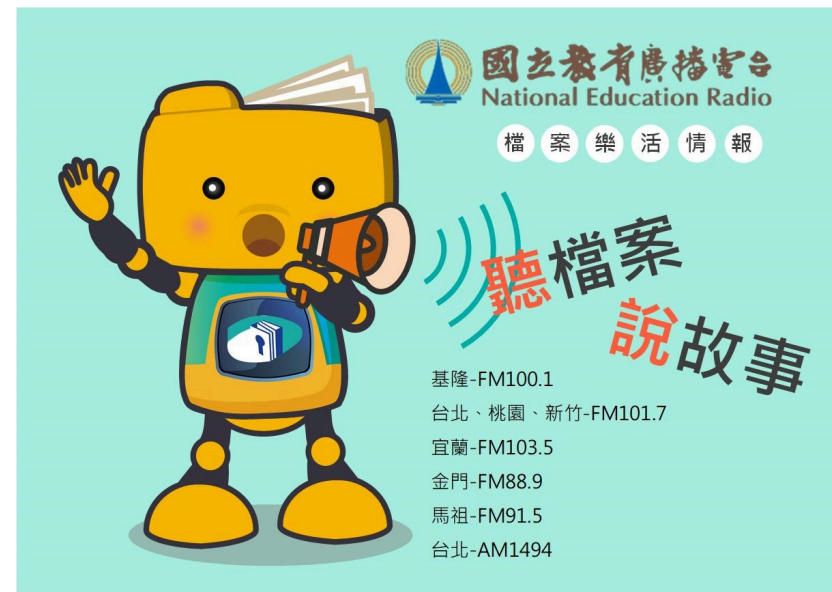 國立教育廣播電台
National Education Radio
檔案樂活情報
聽檔案
說故事
基隆-FM100.1
台北、桃園、新竹-FM101.7
宜蘭-FM103.5
金門-FM88.9
馬祖-FM91.5
台北-AM1494